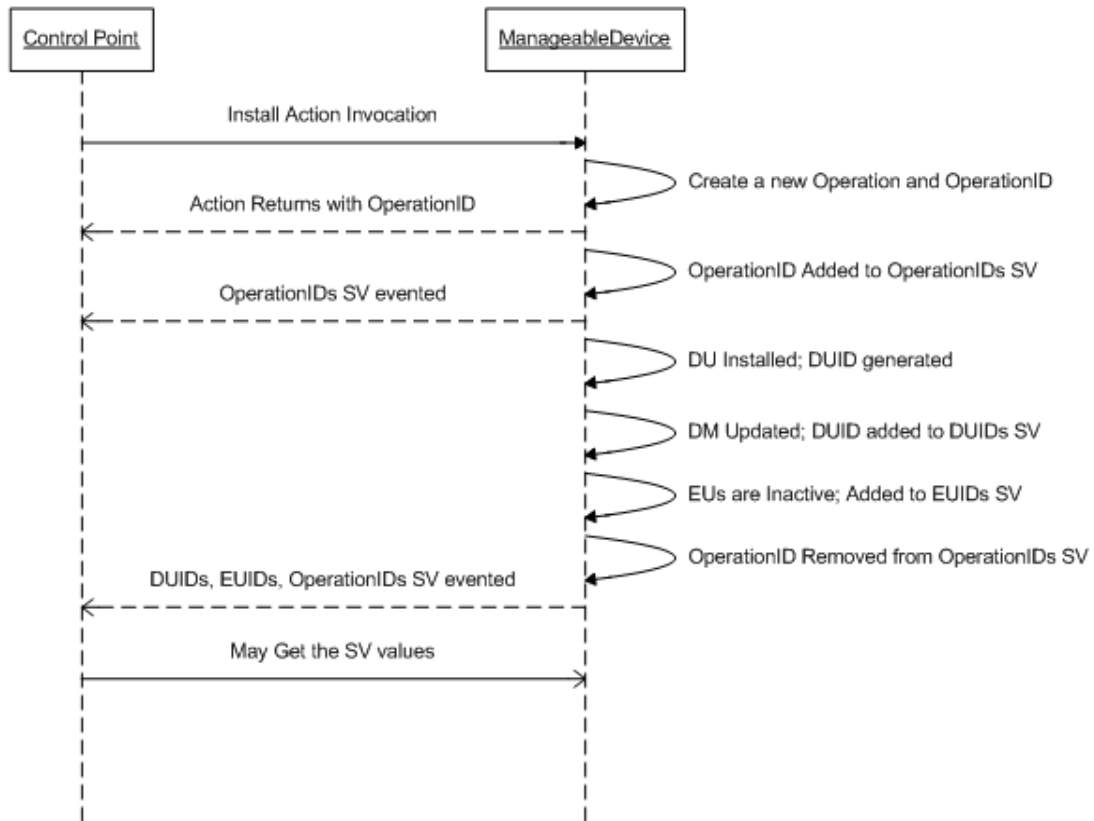 Control Point
ManageableDevice
Install Action Invocation
Create a new Operation and OperationID
Action Returns with OperationID
OperationID Added to OperationIDs SV
OperationIDs SV evented
DU Installed; DUID generated
DM Updated; DUID added to DUIDs SV
EUs are Inactive; Added to EUIDs SV
OperationID Removed from OperationIDs SV
DUIDs, EUIDs, OperationIDs SV evented
May Get the SV values